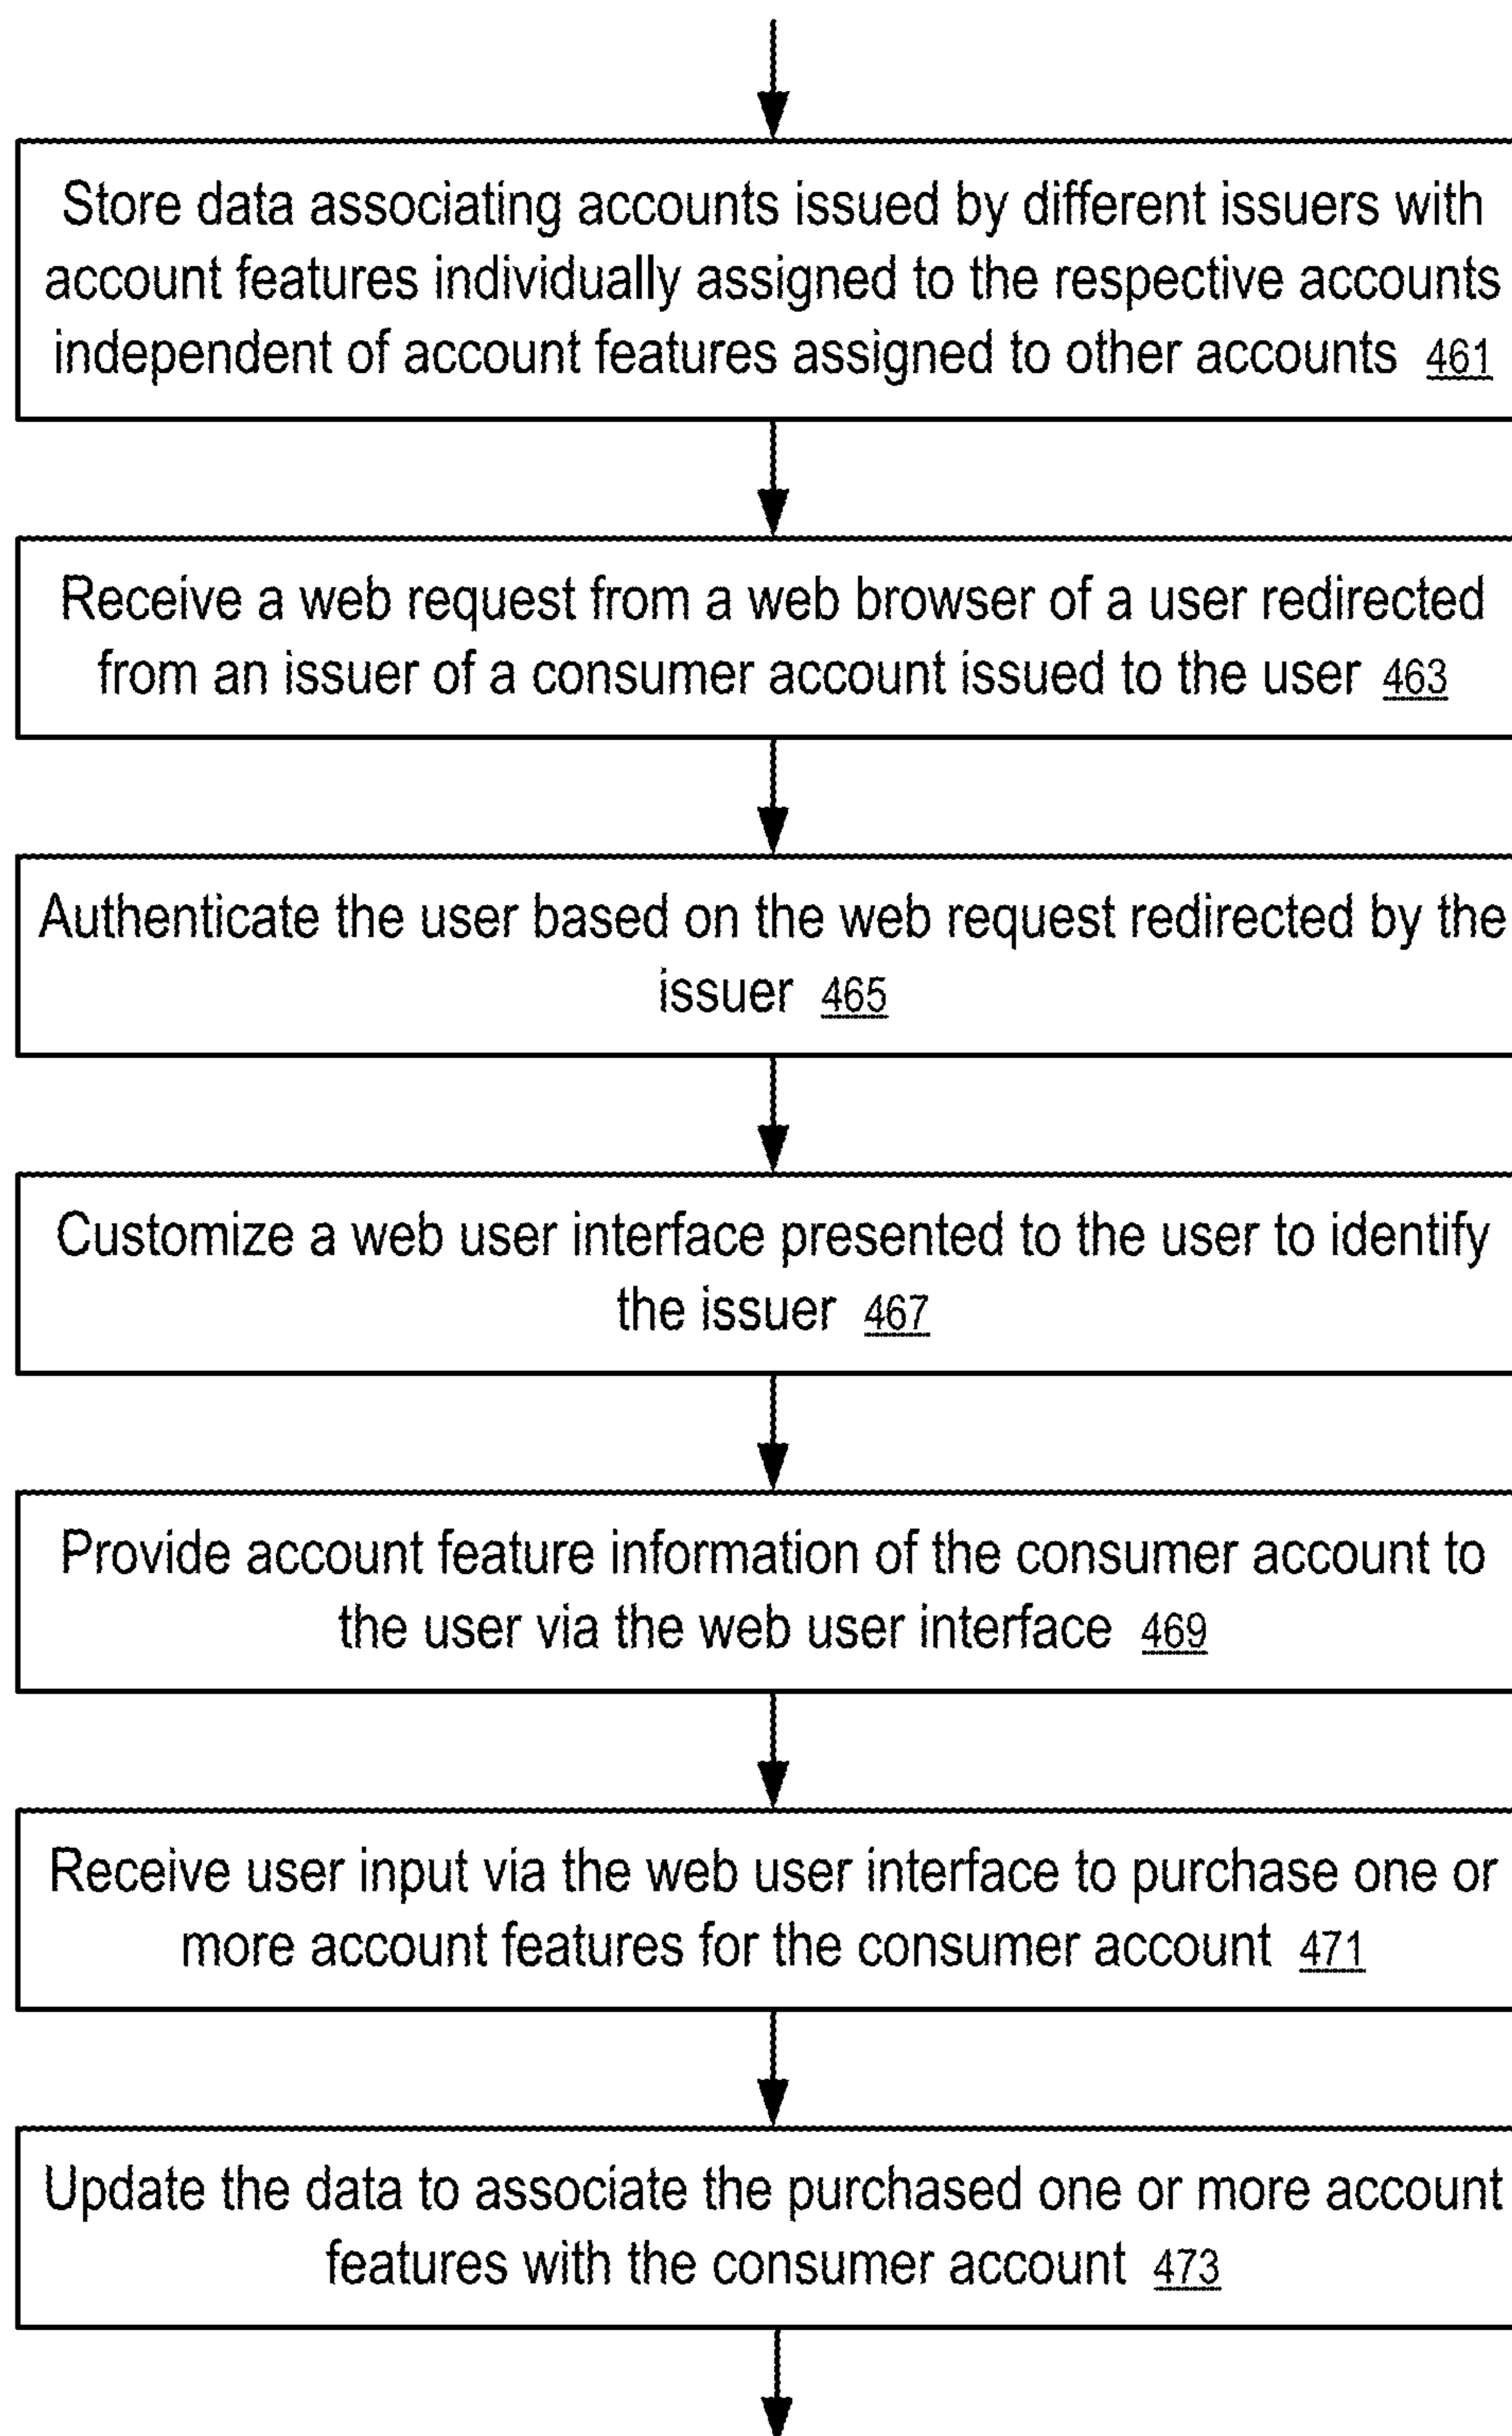 Store data associating accounts issued by different issuers with
account features individually assigned to the respective accounts
independent of account features assigned to other accounts 461
Receive a web request from a web browser of a user redirected
from an issuer of a consumer account issued to the user 463
Authenticate the user based on the web request redirected by the
issuer 465
Customize a web user interface presented to the user to identify
the issuer 467
Provide account feature information of the consumer account to
the user via the web user interface 469
Receive user input via the web user interface to purchase one or
more account features for the consumer account 471
Update the data to associate the purchased one or more account
features with the consumer account 473